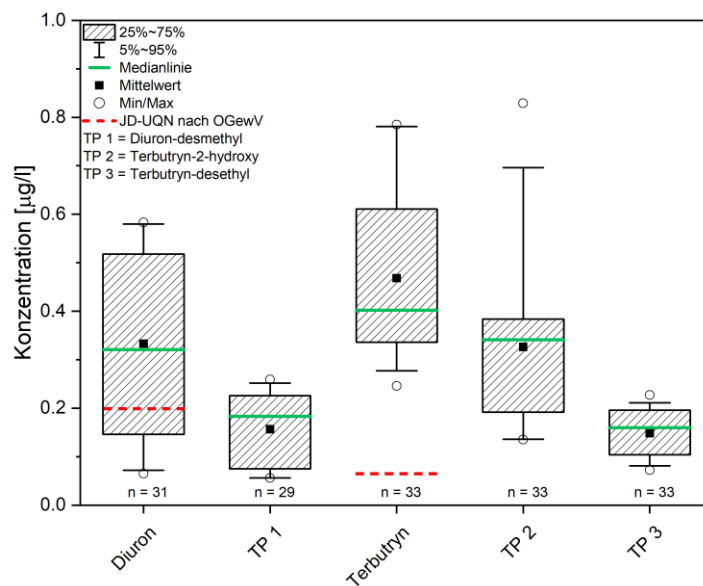 1.0
0.8
0.6
0.4
0.2
0.0
Konzentration [µg/l]
25%~75%
5%~95%
Medianlinie
Mittelwert
Min/Max
JD-UQN nach OGewV
TP 1 = Diuron-desmethyl
TP 2 = Terbutryn-2-hydroxy
TP 3 = Terbutryn-desethyl
n = 31
n = 29
n = 33
n = 33
n = 33
Diuron
TP 1
Terbutryn
TP 2
TP 3